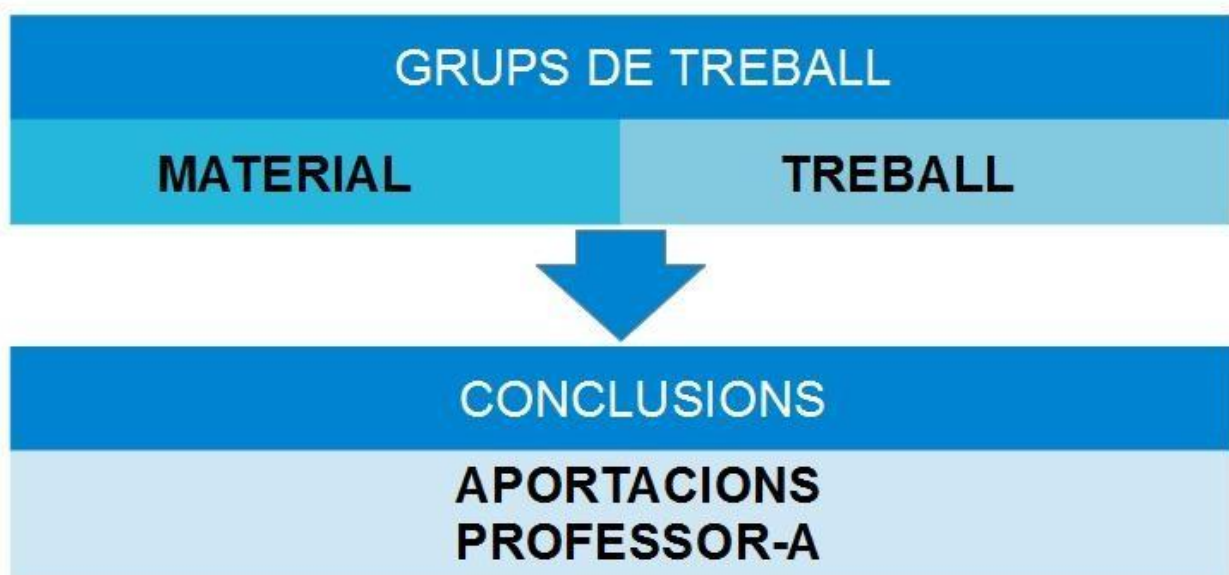 GRUPS DE TREBALL
MATERIAL
TREBALL
CONCLUSIONS
APORTACIONS
PROFESSOR-A